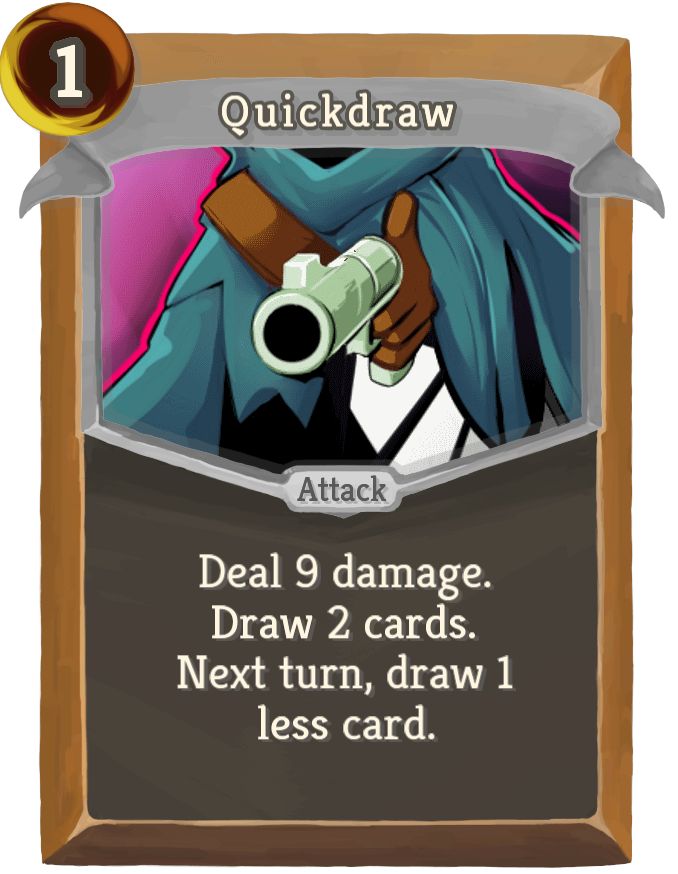 1
Quickdraw
Attack
Deal 9 damage.
Draw 2 cards.
Next turn, draw 1
less card.